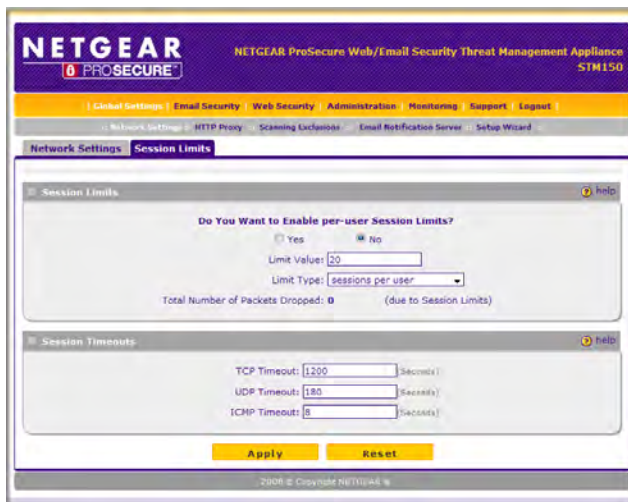 NETGEAR
PROSECURE
NETGEAR ProSecure Web/Email Security Threat Management Appliance
STM150
| Global Settings | Email Security | Web Security | Administration | Monitoring | Support | Logout |
:: Network Settings :: HTTP Proxy :: Scanning Exclusions :: Email Notification Server :: Setup Wizard ::
Network Settings Session Limits
Session Limits help
Do You Want to Enable per-user Session Limits?
Yes No
Limit Value: 20
Limit Type: sessions per user
Total Number of Packets Dropped: 0 (due to Session Limits)
Session Timeouts help
TCP Timeout: 1200 (Seconds)
UDP Timeout: 180 (Seconds)
ICMP Timeout: 8 (Seconds)
Apply Reset
© Copyright NETGEAR ®